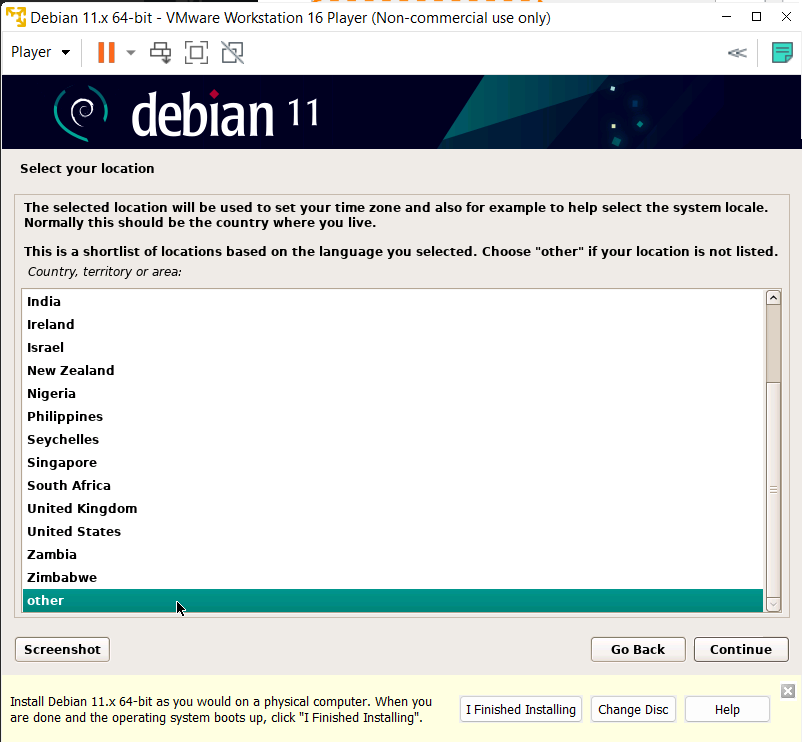 Debian 11.x 64-bit - VMware Workstation 16 Player (Non-commercial use only)
Player
debian 11
Select your location
The selected location will be used to set your time zone and also for example to help select the system locale.
Normally this should be the country where you live.
This is a shortlist of locations based on the language you selected. Choose "other" if your location is not listed.
Country, territory or area:
India
Ireland
Israel
New Zealand
Nigeria
Philippines
Seychelles
Singapore
South Africa
United Kingdom
United States
Zambia
Zimbabwe
other
Screenshot
Go Back
Continue
Install Debian 11.x 64-bit as you would on a physical computer. When you
are done and the operating system boots up, click "I Finished Installing".
I Finished Installing
Change Disc
Help